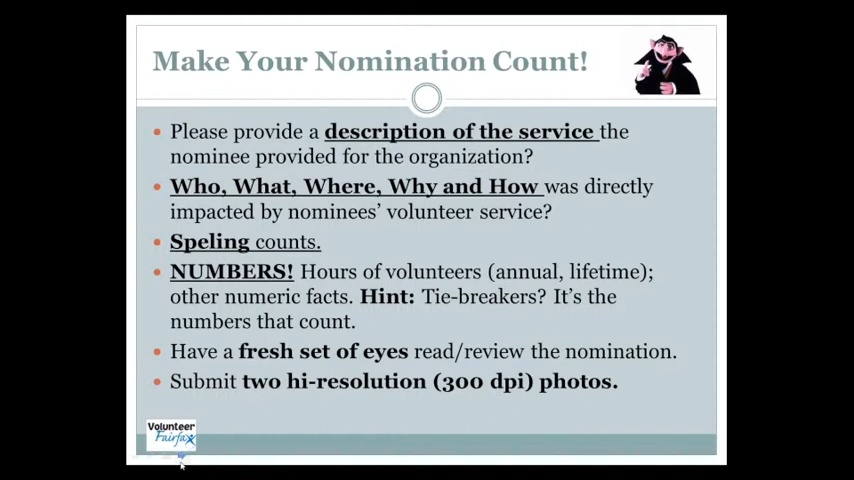 Make Your Nomination Count!
Please provide a description of the service the
nominee provided for the organization?
Who, What, Where, Why and How was directly
impacted by nominees' volunteer service?
Speling counts.
NUMBERS! Hours of volunteers (annual, lifetime);
other numeric facts. Hint: Tie-breakers? It's the
numbers that count.
Have a fresh set of eyes read/review the nomination.
Submit two hi-resolution (300 dpi) photos.
Volunteer
Fairfax